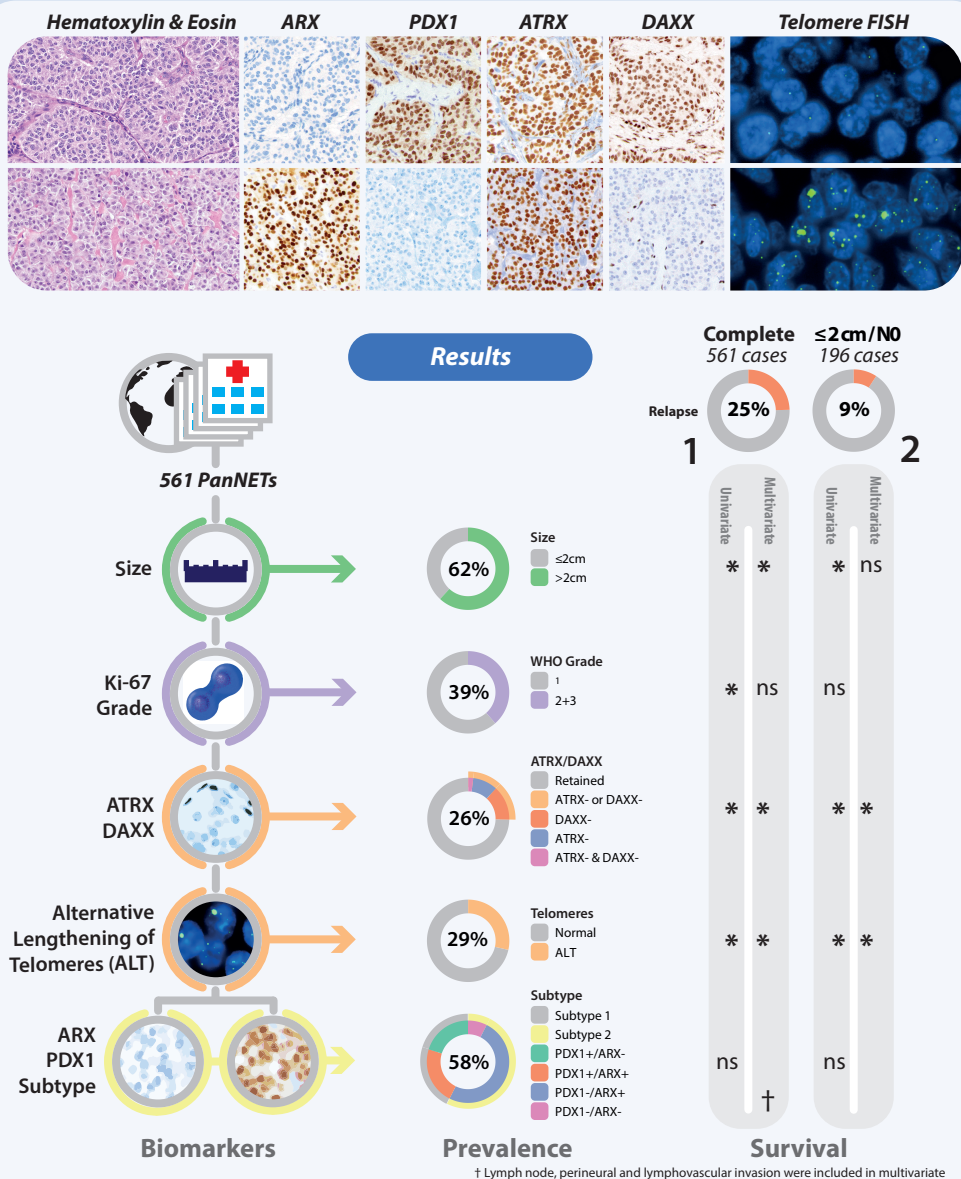 Hematoxylin & Eosin ARX PDX1 ATRX DAXX Telomere FISH
Results
Complete
561 cases
≤2cm/N0
196 cases
Relapse
25%
9%
1
2
561 PanNETs
Univariate
Multivariate
Univariate
Multivariate
Size
62%
Size
≤2cm
>2cm
* * * ns
Ki-67
Grade
39%
WHO Grade
1
2+3
* ns ns
ATRX
DAXX
26%
ATRX/DAXX
Retained
ATRX- or DAXX-
DAXX-
ATRX-
ATRX- & DAXX-
* * * *
Alternative
Lengthening of
Telomeres (ALT)
29%
Telomeres
Normal
ALT
* * * *
ARX
PDX1
Subtype
58%
Subtype
Subtype 1
Subtype 2
PDX1+/ARX-
PDX1+/ARX+
PDX1-/ARX+
PDX1-/ARX-
ns ns
†
Biomarkers Prevalence Survival
† Lymph node, perineural and lymphovascular invasion were included in multivariate